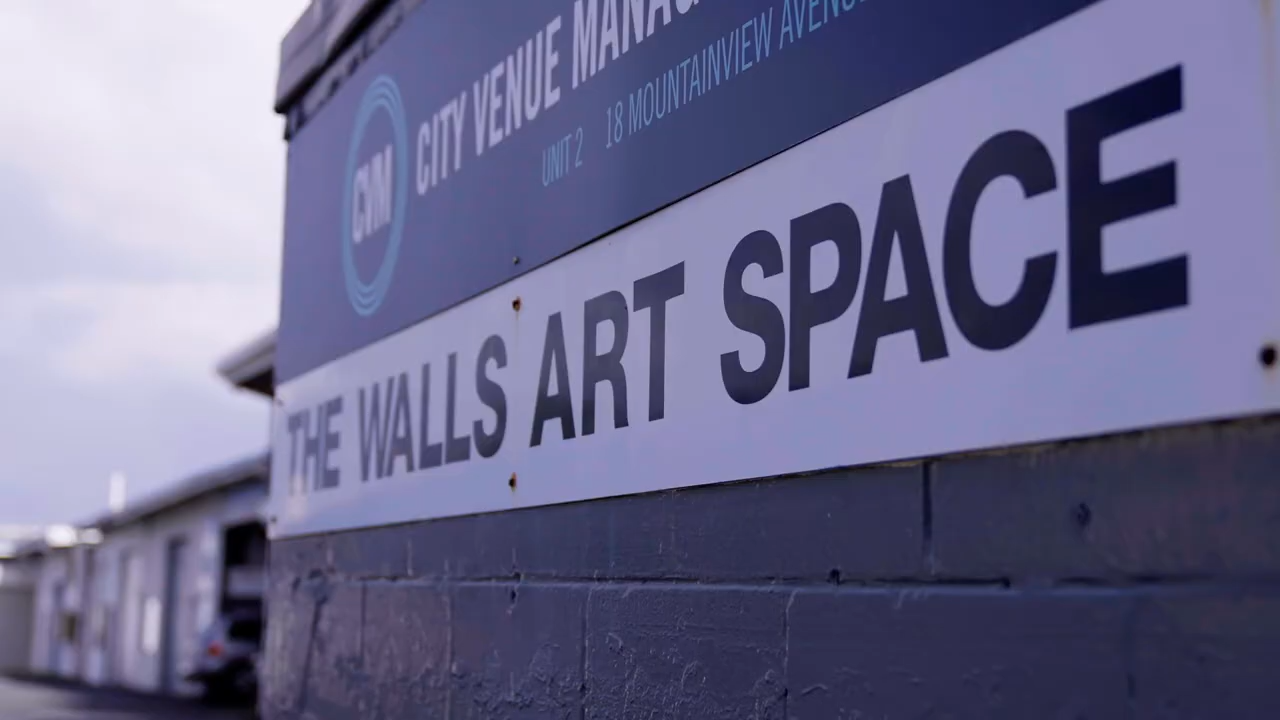 CVM
CITY VENUE
UNIT 2 18 MOUNTAINVIEW
THE WALLS ART SPACE